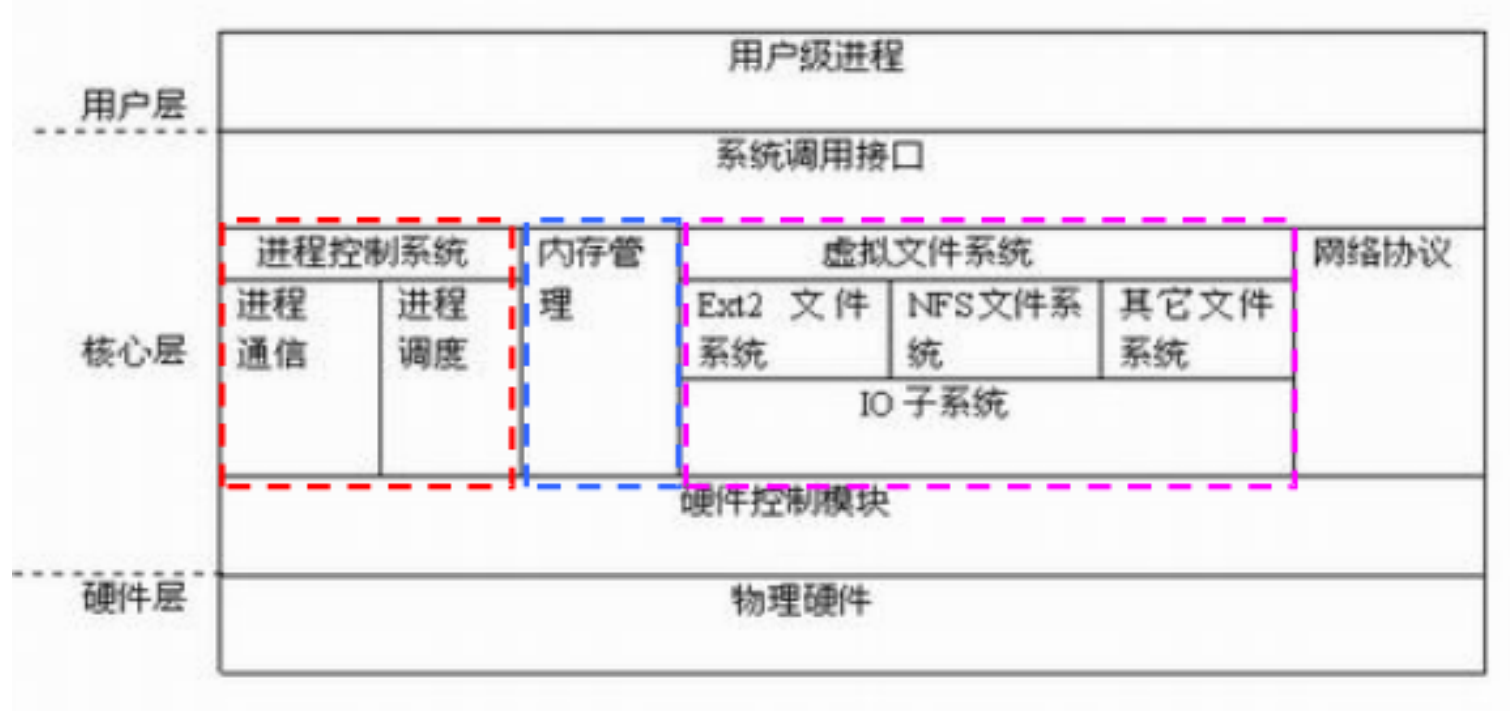 用户级进程
用户层
系统调用接口
进程控制系统
内存管
理
虚拟文件系统
网络协议
进程
通信
进程
调度
Ext2 文件
系统
NFS文件系
统
其它文件
系统
核心层
IO 子系统
硬件控制模块
硬件层
物理硬件